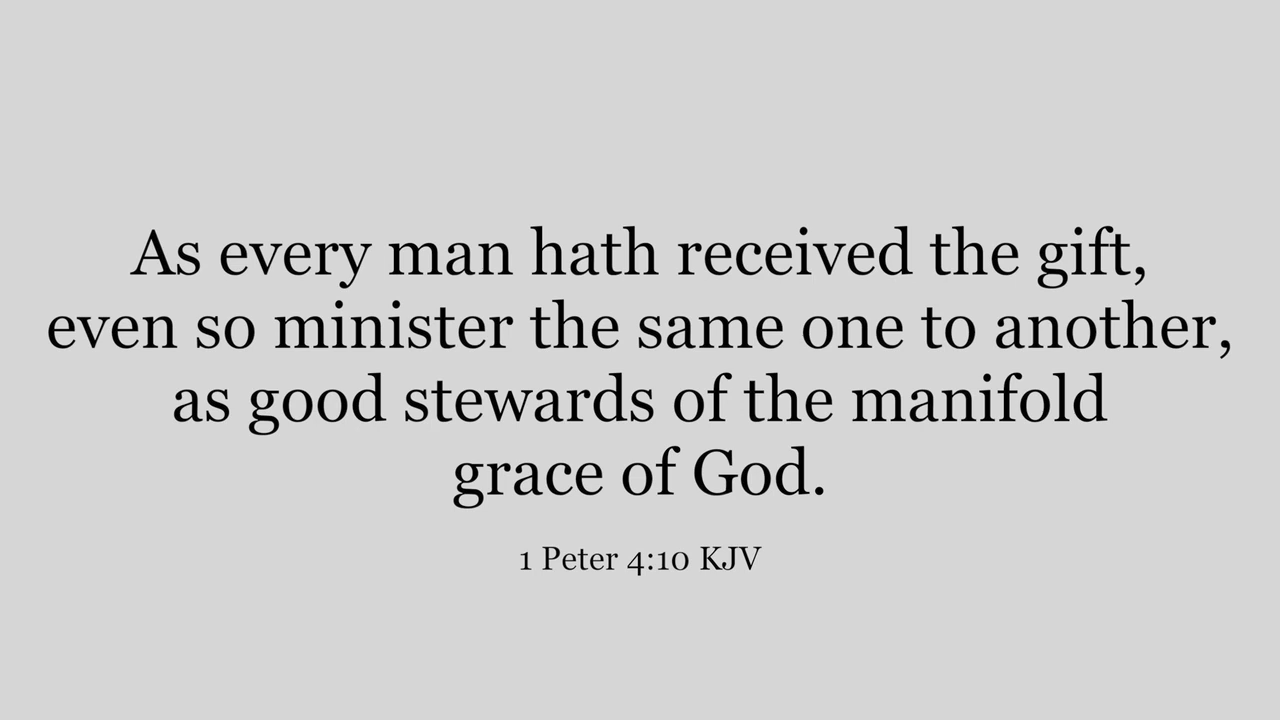 As every man hath received the gift,
even so minister the same one to another,
as good stewards of the manifold
grace of God.
1 Peter 4:10 KJV